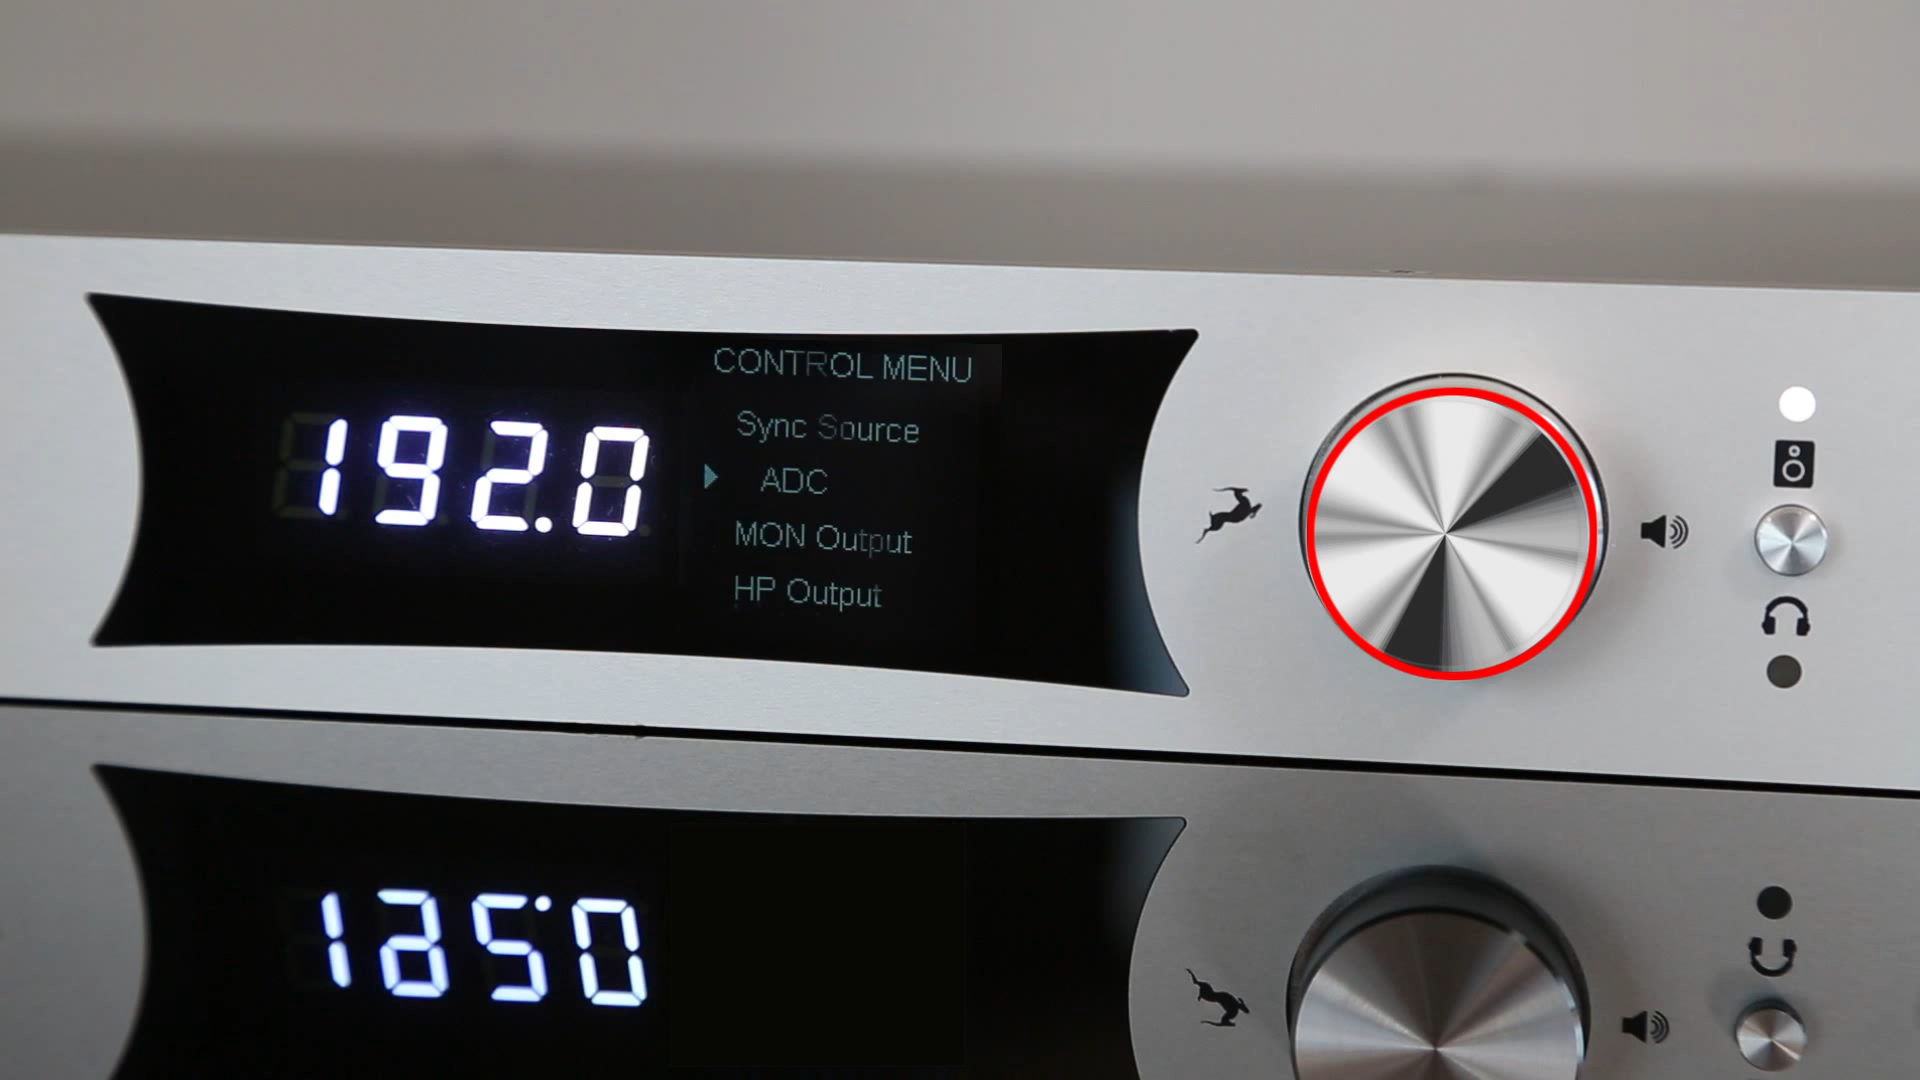 192.0
CONTROL MENU
Sync Source
ADC
MON Output
HP Output